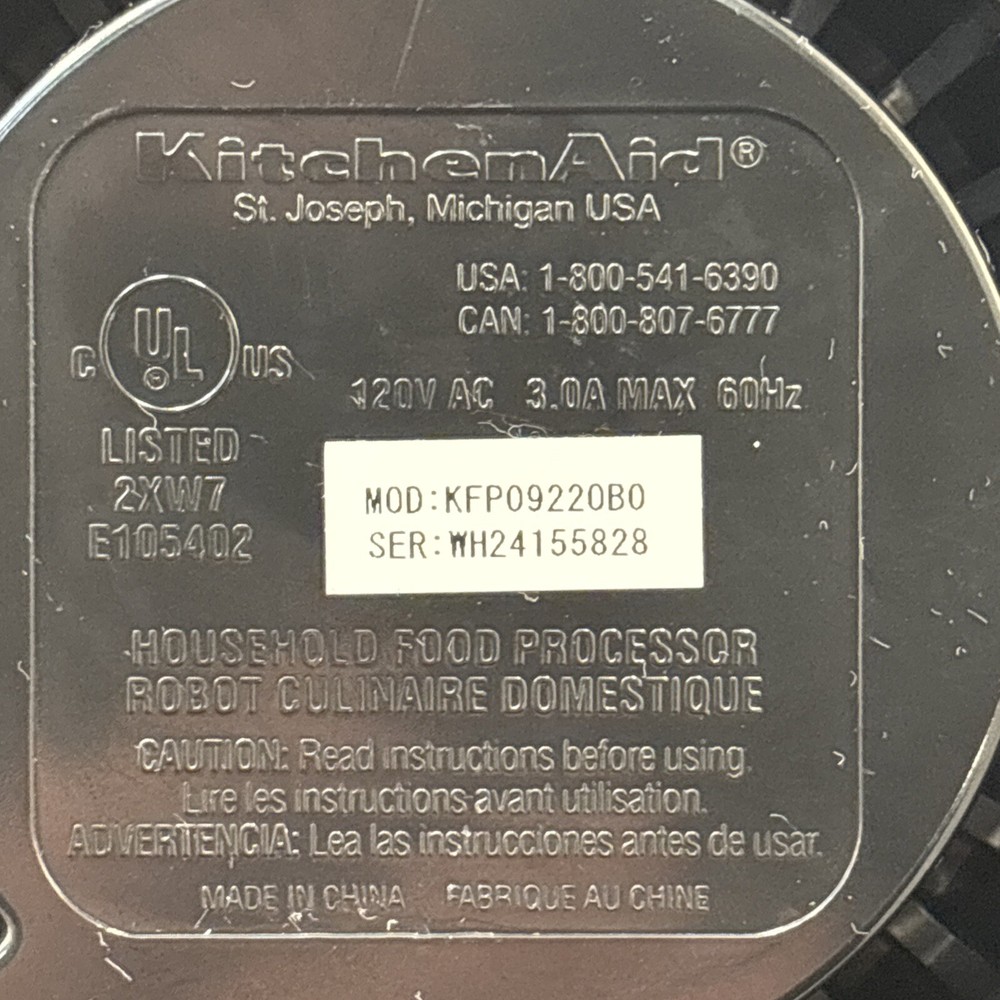 KitchenAid®
St. Joseph, Michigan USA
USA: 1-800-541-6390
CAN: 1-800-807-6777
C UL® US
120V AC 3.0A MAX 60Hz
LISTED
2XW7
E105402
MOD:KFP09220B0
SER:WH24155828
HOUSEHOLD FOOD PROCESSOR
ROBOT CULINAIRE DOMESTIQUE
CAUTION: Read instructions before using.
Lire les instructions avant utilisation.
ADVERTENCIA: Lea las instrucciones antes de usar.
MADE IN CHINA FABRIQUE AU CHINE